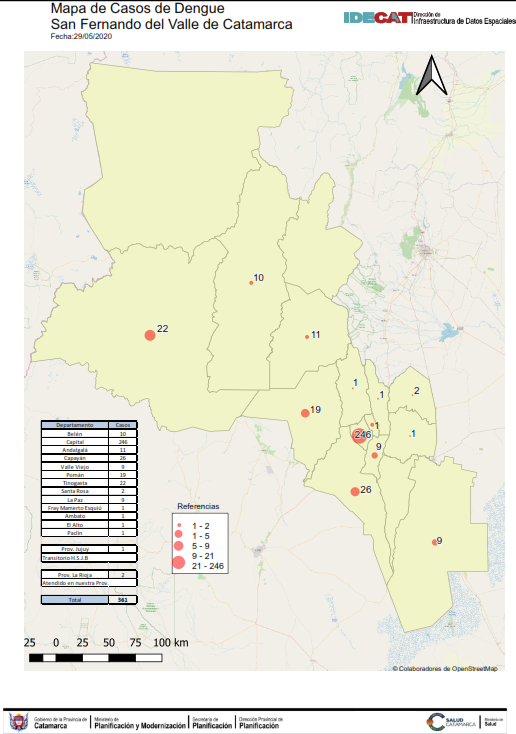 Mapa de Casos de Dengue
San Fernando del Valle de Catamarca
Fecha:29/05/2020
IDECAT Dirección de
Infraestructura de Datos Espaciales
10
22
11
1
1
2
19
1
246
1
9
26
9
Departamento Casos
Belén 10
Capital 246
Andalgalá 11
Capayán 26
Valle Viejo 9
Pomán 19
Tinogasta 22
Santa Rosa 2
La Paz 9
Fray Mamerto Esquiú 1
Ambato 1
El Alto 1
Paclín 1
Prov. Jujuy 1
Transitorio H.S.J.B
Prov. La Rioja 2
Atendido en nuestra Prov.
Total 361
Referencias
1 - 2
1 - 5
5 - 9
9 - 21
21 - 246
25 0 25 50 75 100 km
© Colaboradores de OpenStreetMap
Gobierno de la Provincia de
Catamarca
Ministerio de
Planificación y Modernización
Secretaría de
Planificación
Dirección Provincial de
Planificación
SALUD
CATAMARCA
Ministerio de
Salud